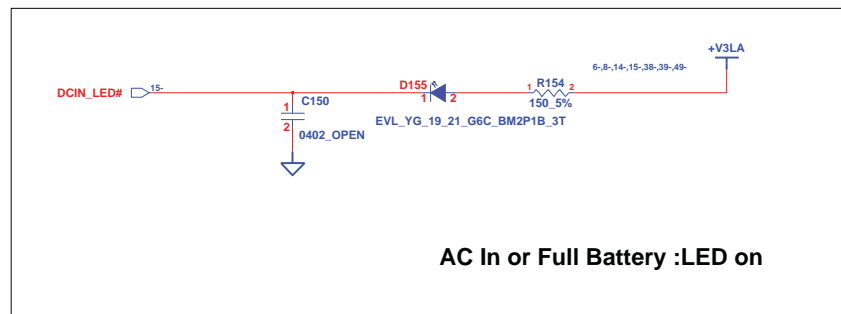 +V3LA
6-,8-,14-,15-,38-,39-,49-
DCIN_LED#
15-
D155
1
2
1
R154
2
150_5%
C150
1
2
EVL_YG_19_21_G6C_BM2P1B_3T
0402_OPEN
AC In or Full Battery :LED on